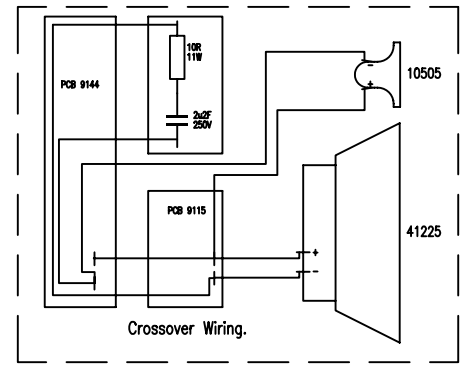 10R
11W
PCB 9144
2u2F
250V
-
+
10505
PCB 9115
41225
+
-
Crossover Wiring.